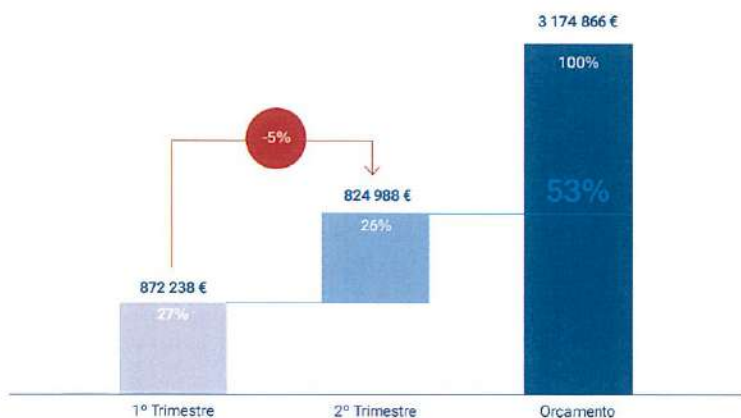 3 174 866 €
100%
-5%
824 988 €
53%
26%
872 238 €
27%
1º Trimestre
2º Trimestre
Orçamento